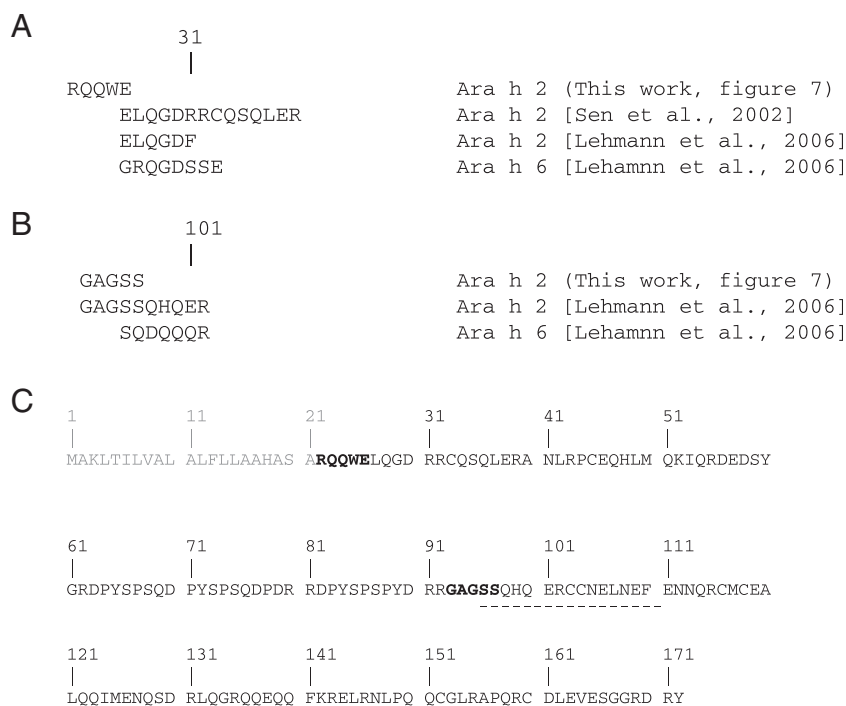 A
31
RQQWE Ara h 2 (This work, figure 7)
ELQGDRRCQSQLER Ara h 2 [Sen et al., 2002]
ELQGDF Ara h 2 [Lehmann et al., 2006]
GRQGDSSE Ara h 6 [Lehamnn et al., 2006]
B
101
GAGSS Ara h 2 (This work, figure 7)
GAGSSQHQER Ara h 2 [Lehmann et al., 2006]
SQDQQQR Ara h 6 [Lehamnn et al., 2006]
C
1 11 21 31 41 51
MAKLTILVAL ALFLLAAHAS ARQQWELQGD RRCQSQLERA NLRPCEQHLM QKIQRDEDSY
61 71 81 91 101 111
GRDPYSPSQD PYSPSQDPDR RDPYSPSPYD RRGAGSSQHQ ERCCNELNEF ENNQRCMCEA
121 131 141 151 161 171
LQQIMENQSD RLQGRQQEQQ FKRELRNLPQ QCGLRAPQRC DLEVESGGRD RY